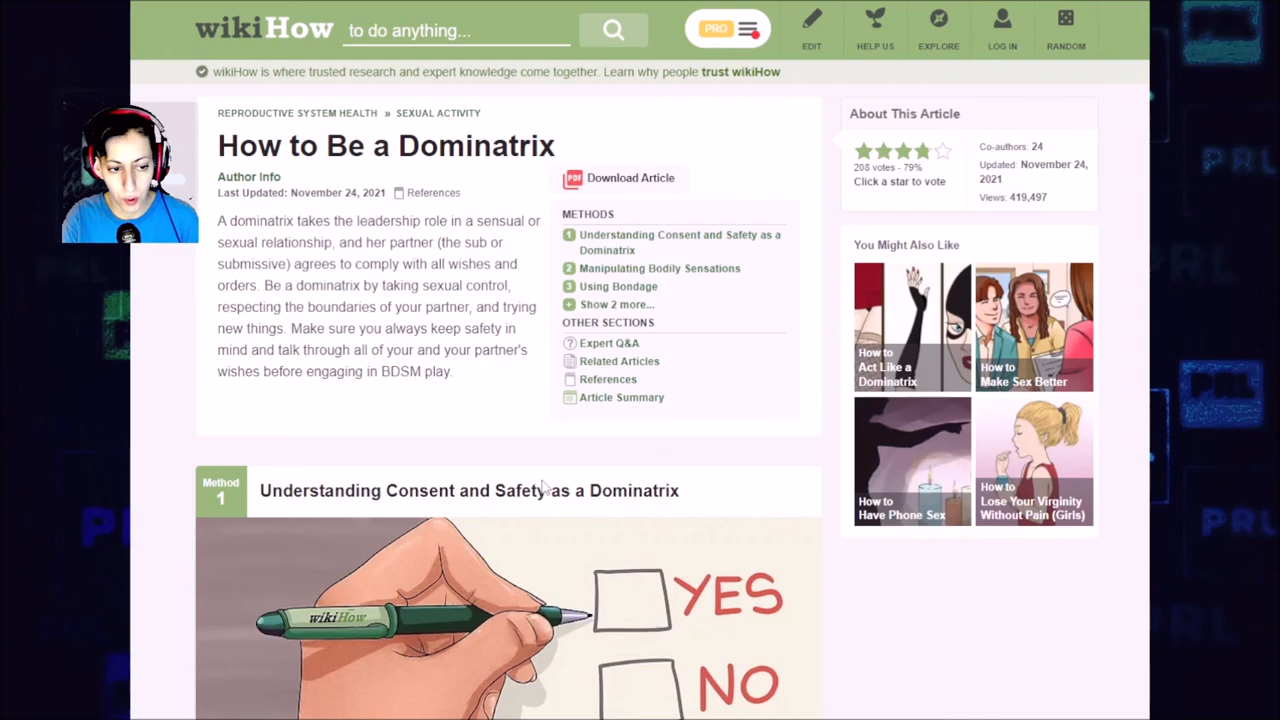 wikiHow to do anything...
PRO
EDIT
HELP US
EXPLORE
LOG IN
RANDOM
wikiHow is where trusted research and expert knowledge come together. Learn why people trust wikiHow
REPRODUCTIVE SYSTEM HEALTH » SEXUAL ACTIVITY
How to Be a Dominatrix
Author Info
Last Updated: November 24, 2021 References
Download Article
A dominatrix takes the leadership role in a sensual or
sexual relationship, and her partner (the sub or
submissive) agrees to comply with all wishes and
orders. Be a dominatrix by taking sexual control,
respecting the boundaries of your partner, and trying
new things. Make sure you always keep safety in
mind and talk through all of your and your partner's
wishes before engaging in BDSM play.
PDF
METHODS
1 Understanding Consent and Safety as a
Dominatrix
2 Manipulating Bodily Sensations
3 Using Bondage
+ Show 2 more...
OTHER SECTIONS
? Expert Q&A
Related Articles
References
Article Summary
About This Article
208 votes - 79%
Click a star to vote
Co-authors: 24
Updated: November 24,
2021
Views: 419,497
You Might Also Like
How to
Act Like a
Dominatrix
How to
Make Sex Better
How to
Have Phone Sex
How to
Lose Your Virginity
Without Pain (Girls)
Method
1
Understanding Consent and Safety as a Dominatrix
wikiHow
YES
NO
PRL
PRL
PRL
PRL
PRL